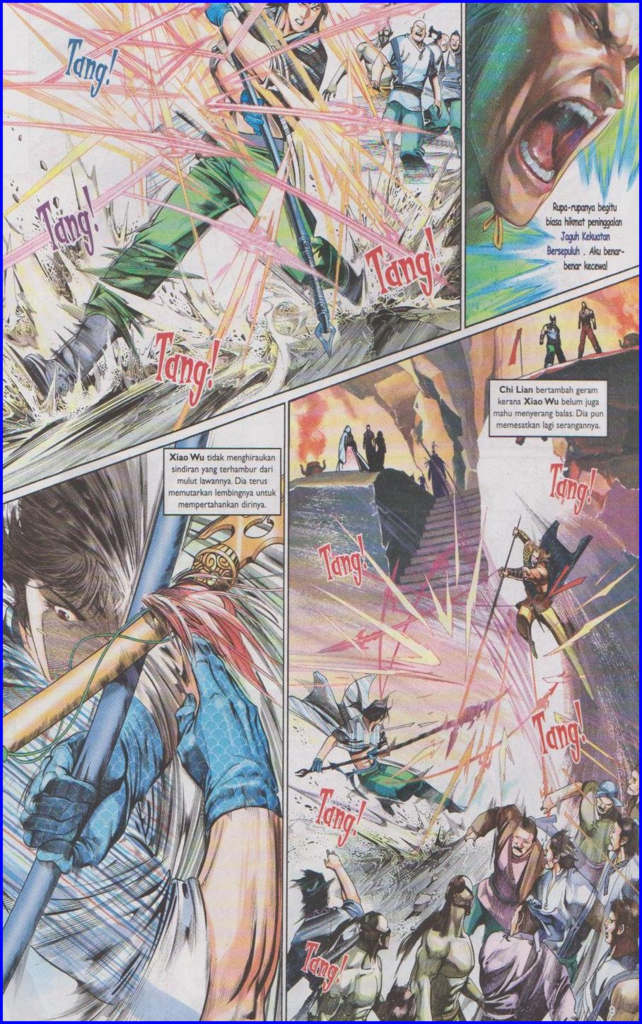 Tang!
Tang!
Tang!
Tang!
Rupa-rupanya begitu
biasa hikmat peninggalan
Jaguh Kekuatan
Bersepuluh . Aku benar-
benar kecewa!
Xiao Wu tidak menghiraukan
sindiran yang terhambur dari
mulut lawannya. Dia terus
memutarkan lembingnya untuk
mempertahankan dirinya.
Chi Lian bertambah geram
kerana Xiao Wu belum juga
mahu menyerang balas. Dia pun
memesatkan lagi serangannya.
Tang!
Tang!
Tang!
Tang!
Tang!
9